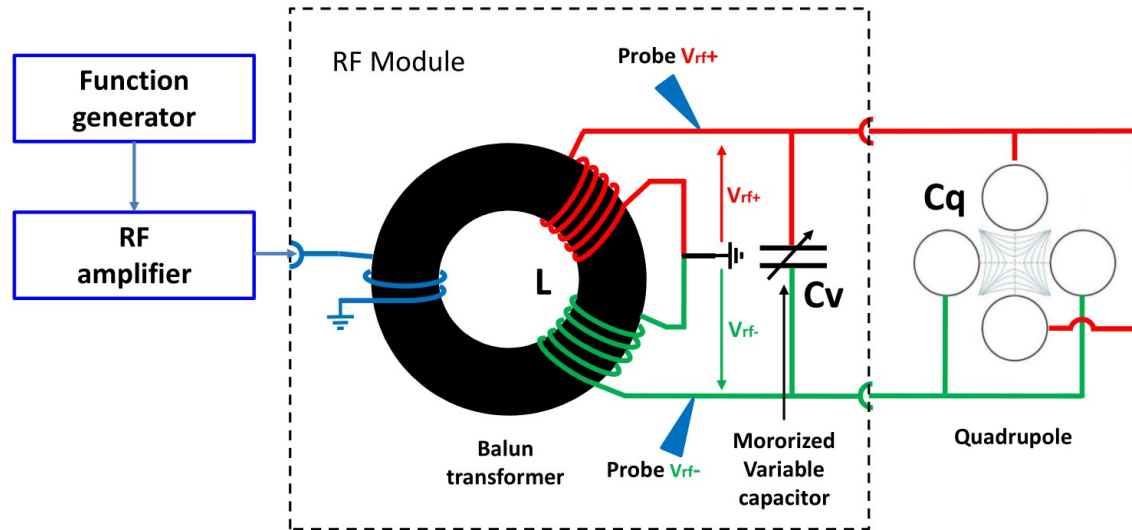 Function
generator
RF
amplifier
RF Module
Probe Vrf+
Vrf+
L
Cv
Vrf-
Cq
Balun
transformer
Probe Vrf-
Mororized
Variable
capacitor
Quadrupole